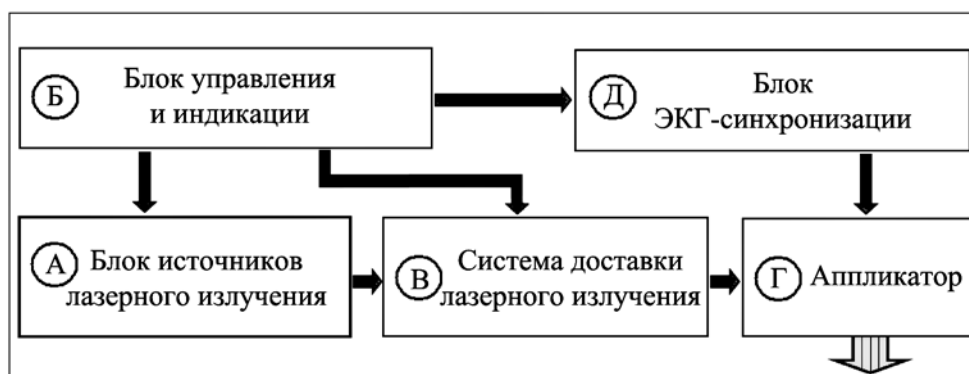 Б
Блок управления
и индикации
Д
Блок
ЭКГ-синхронизации
А
Блок источников
лазерного излучения
В
Система доставки
лазерного излучения
Г
Аппликатор